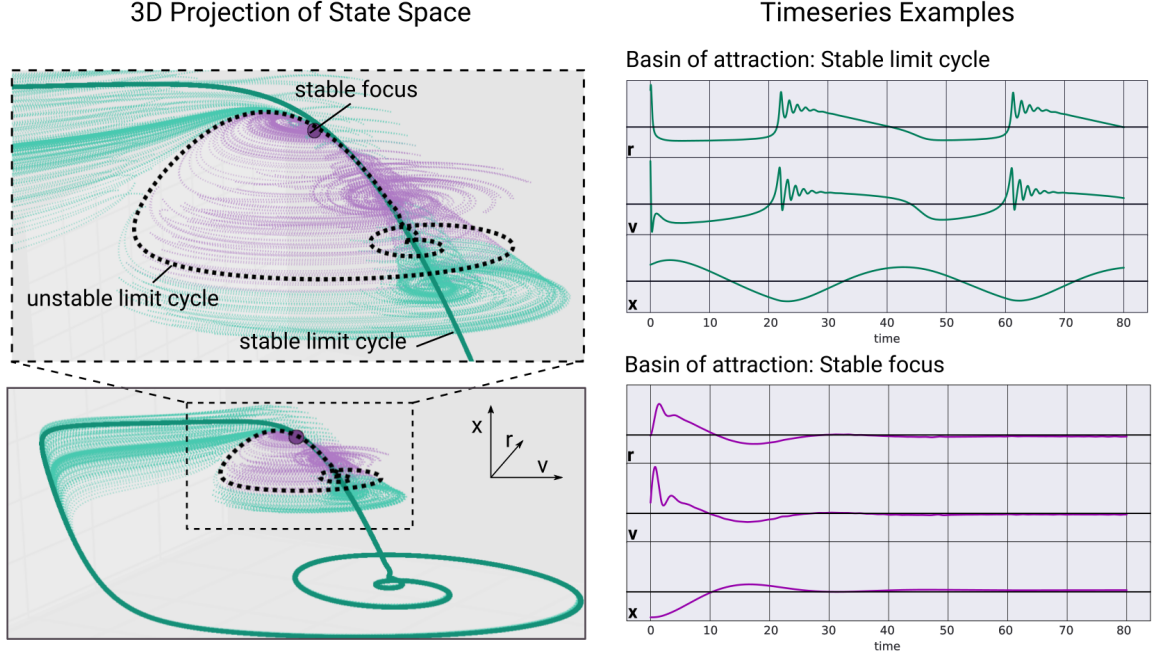 3D Projection of State Space
stable focus
unstable limit cycle
stable limit cycle
x
r
v
Timeseries Examples
Basin of attraction: Stable limit cycle
r
v
x
0 10 20 30 40 50 60 70 80
time
Basin of attraction: Stable focus
r
v
x
0 10 20 30 40 50 60 70 80
time